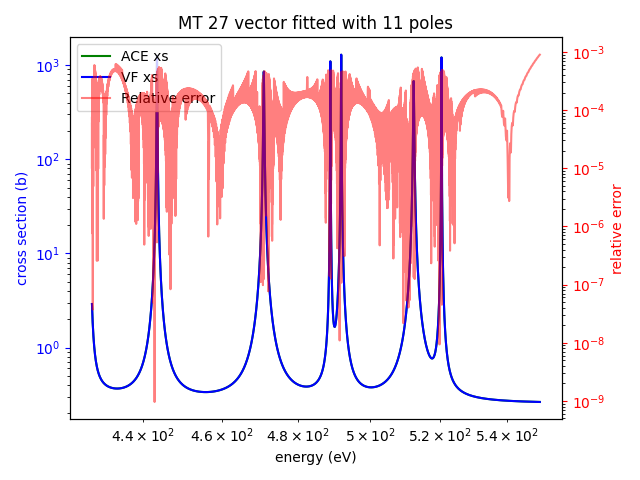 MT 27 vector fitted with 11 poles
ACE xs
VF xs
Relative error
cross section (b)
10³
10²
10¹
10⁰
relative error
10⁻³
10⁻⁴
10⁻⁵
10⁻⁶
10⁻⁷
10⁻⁸
10⁻⁹
4.4 × 10² 4.6 × 10² 4.8 × 10² 5 × 10² 5.2 × 10² 5.4 × 10²
energy (eV)